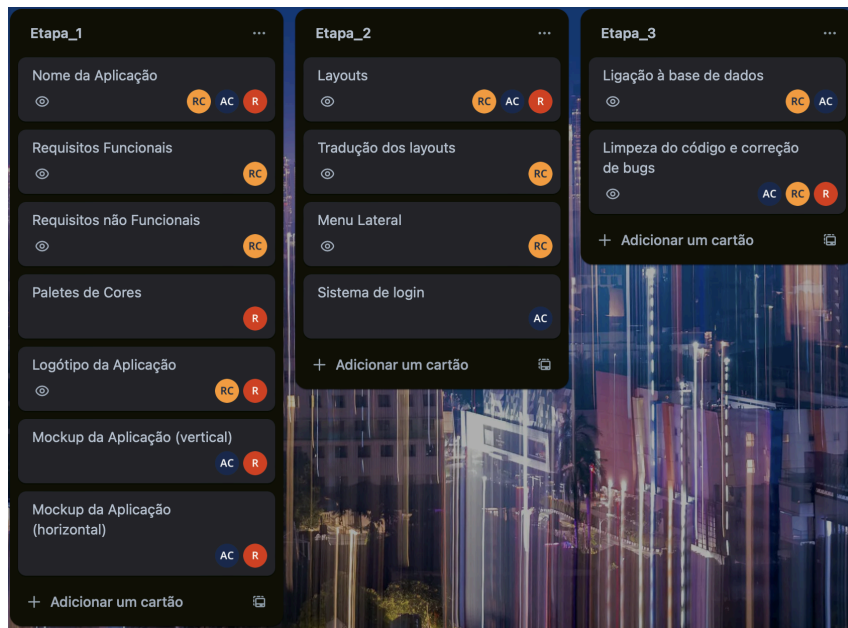 Etapa_1
Nome da Aplicação
RC AC R
Requisitos Funcionais
RC
Requisitos não Funcionais
RC
Paletes de Cores
R
Logótipo da Aplicação
RC R
Mockup da Aplicação (vertical)
AC R
Mockup da Aplicação
(horizontal)
AC R
+ Adicionar um cartão
Etapa_2
Layouts
RC AC R
Tradução dos layouts
RC
Menu Lateral
RC
Sistema de login
AC
+ Adicionar um cartão
Etapa_3
Ligação à base de dados
RC AC
Limpeza do código e correção
de bugs
AC RC R
+ Adicionar um cartão